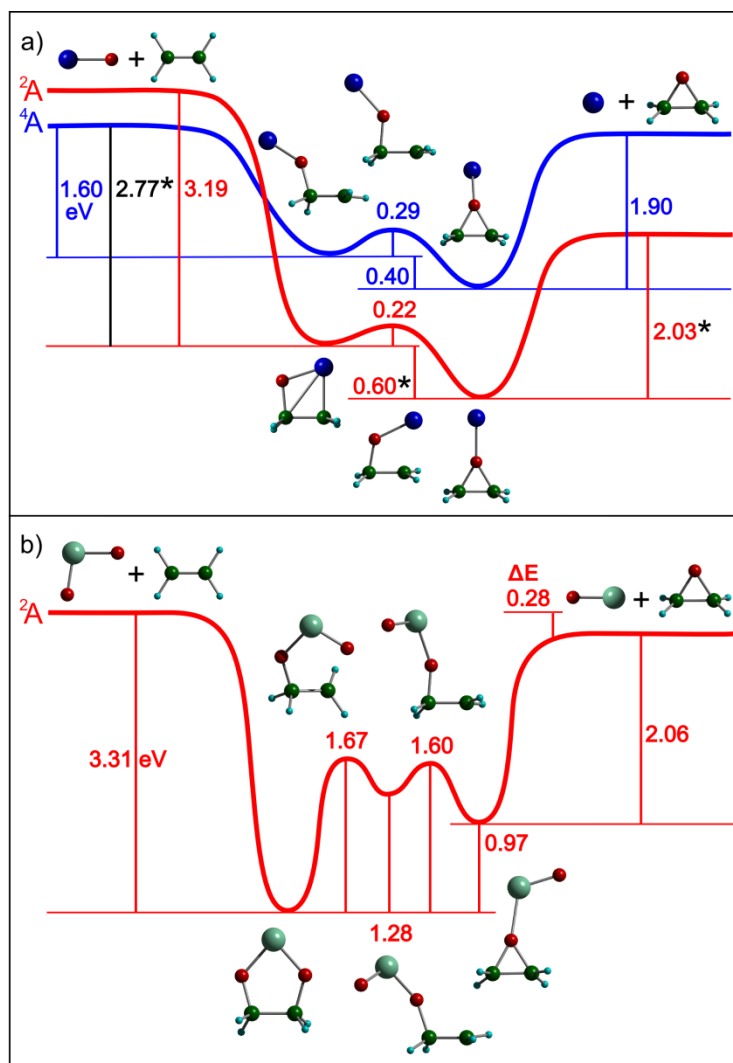 a)
+
+
²A
⁴A
1.60
eV
2.77*
3.19
0.29
0.40
0.22
0.60*
1.90
2.03*
b)
+
ΔE
0.28
+
²A
3.31 eV
1.67
1.60
2.06
0.97
1.28